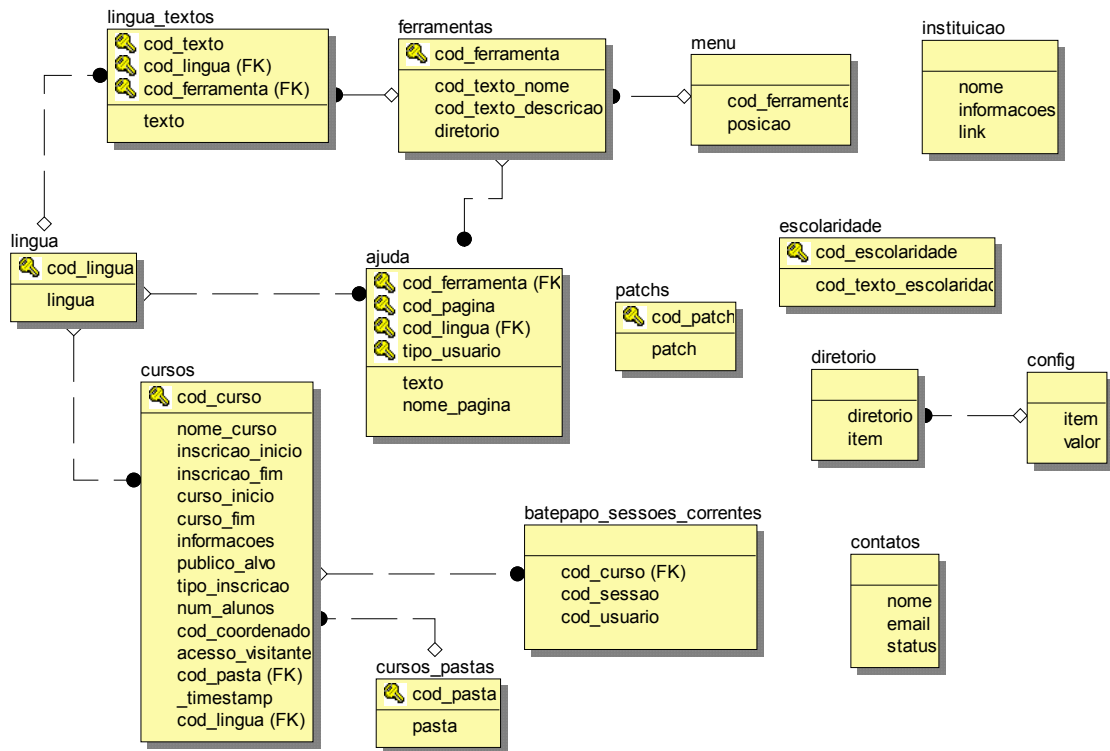 lingua_textos
cod_texto
cod_lingua (FK)
cod_ferramenta (FK)
texto
ferramentas
cod_ferramenta
cod_texto_nome
cod_texto_descricao
diretorio
menu
cod_ferramenta
posicao
instituicao
nome
informacoes
link
lingua
cod_lingua
lingua
ajuda
cod_ferramenta (FK
cod_pagina
cod_lingua (FK)
tipo_usuario
texto
nome_pagina
patchs
cod_patch
patch
escolaridade
cod_escolaridade
cod_texto_escolaridad
diretorio
diretorio
item
config
item
valor
cursos
cod_curso
nome_curso
inscricao_inicio
inscricao_fim
curso_inicio
curso_fim
informacoes
publico_alvo
tipo_inscricao
num_alunos
cod_coordenado
acesso_visitante
cod_pasta (FK)
_timestamp
cod_lingua (FK)
batepapo_sessoes_correntes
cod_curso (FK)
cod_sessao
cod_usuario
contatos
nome
email
status
cursos_pastas
cod_pasta
pasta